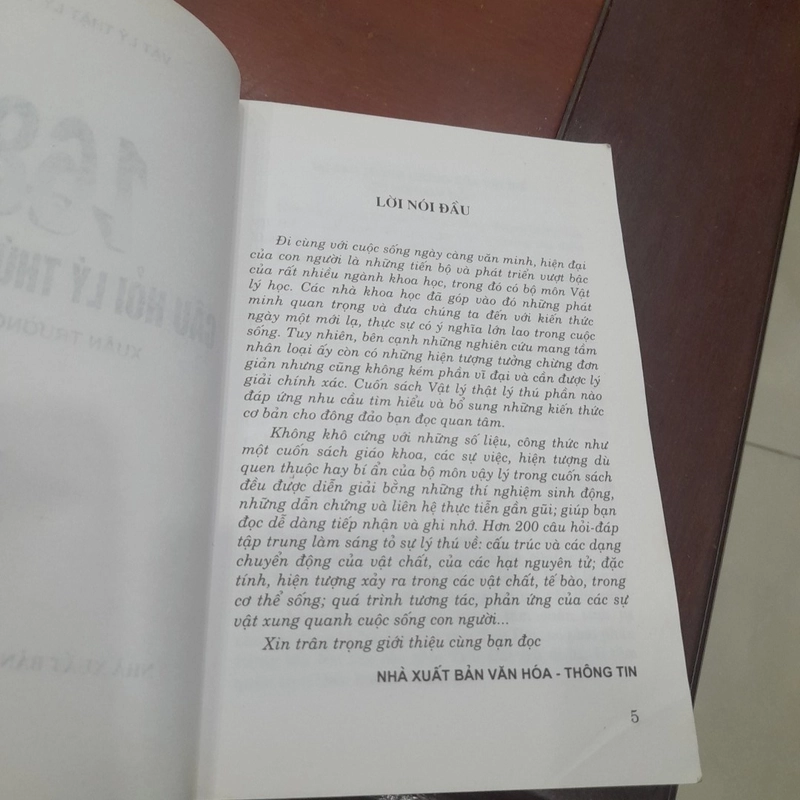 LỜI NÓI ĐẦU
Đi cùng với cuộc sống ngày càng văn minh, hiện đại
của con người là những tiến bộ và phát triển vượt bậc
của rất nhiều ngành khoa học, trong đó có bộ môn Vật
lý học. Các nhà khoa học đã góp vào đó những phát
minh quan trọng và đưa chúng ta đến với kiến thức
ngày một mới lạ, thực sự có ý nghĩa lớn lao trong cuộc
sống. Tuy nhiên, bên cạnh những nghiên cứu mang tầm
nhân loại ấy còn có những hiện tượng tưởng chừng đơn
giản nhưng cũng không kém phần vĩ đại và cần được lý
giải chính xác. Cuốn sách Vật lý thật lý thú phần nào
đáp ứng nhu cầu tìm hiểu và bổ sung những kiến thức
cơ bản cho đông đảo bạn đọc quan tâm.
Không khô cứng với những số liệu, công thức như
một cuốn sách giáo khoa, các sự việc, hiện tượng dù
quen thuộc hay bí ẩn của bộ môn vậy lý trong cuốn sách
đều được diễn giải bằng những thí nghiệm sinh động,
những dẫn chứng và liên hệ thực tiễn gần gũi; giúp bạn
đọc dễ dàng tiếp nhận và ghi nhớ. Hơn 200 câu hỏi-đáp
tập trung làm sáng tỏ sự lý thú về: cấu trúc và các dạng
chuyển động của vật chất, của các hạt nguyên tử; đặc
tính, hiện tượng xảy ra trong các vật chất, tế bào, trong
cơ thể sống; quá trình tương tác, phản ứng của các sự
vật xung quanh cuộc sống con người...
Xin trân trọng giới thiệu cùng bạn đọc
NHÀ XUẤT BẢN VĂN HÓA - THÔNG TIN
5